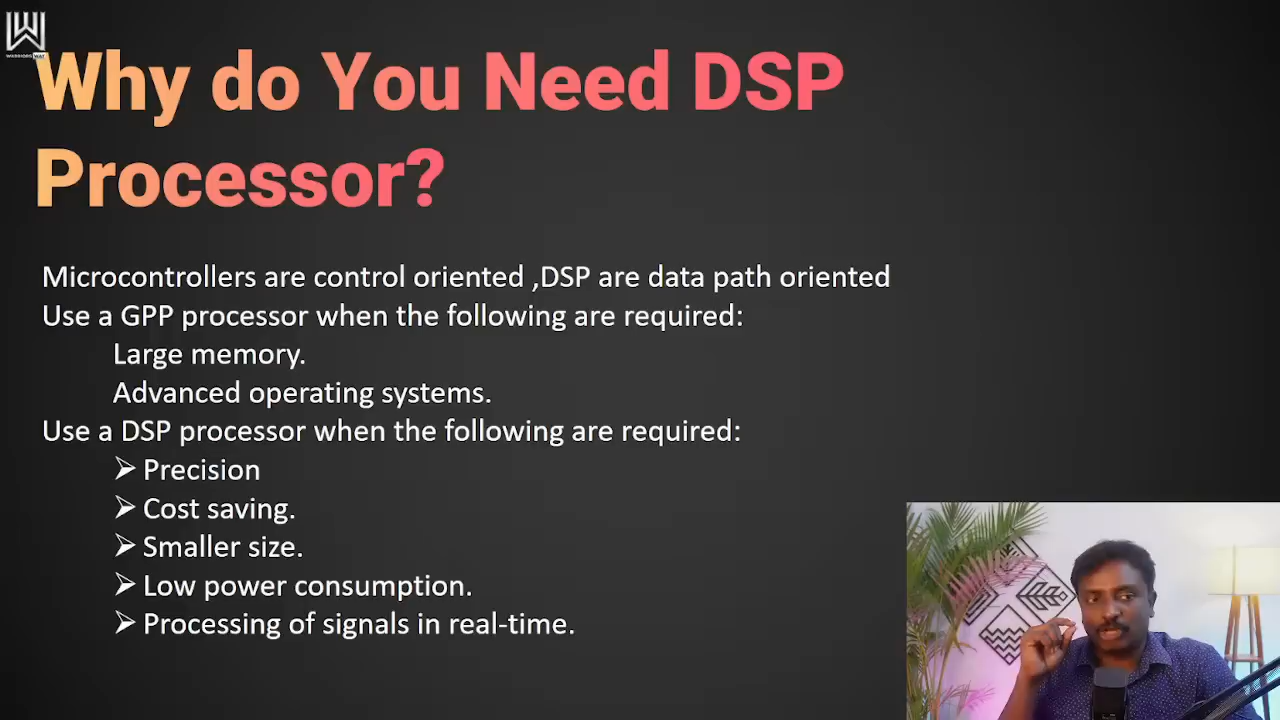 Why do You Need DSP
Processor?
Microcontrollers are control oriented ,DSP are data path oriented
Use a GPP processor when the following are required:
Large memory.
Advanced operating systems.
Use a DSP processor when the following are required:
➢ Precision
➢ Cost saving.
➢ Smaller size.
➢ Low power consumption.
➢ Processing of signals in real-time.